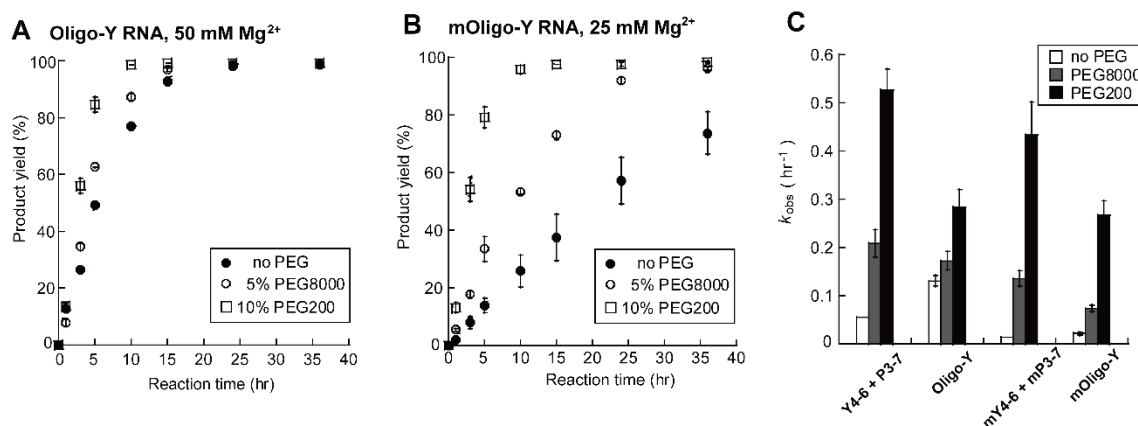 A Oligo-Y RNA, 50 mM Mg²⁺
Product yield (%)
100
80
60
40
20
0
0 5 10 15 20 25 30 35 40
Reaction time (hr)
no PEG
5% PEG8000
10% PEG200
B mOligo-Y RNA, 25 mM Mg²⁺
Product yield (%)
100
80
60
40
20
0
0 5 10 15 20 25 30 35 40
Reaction time (hr)
no PEG
5% PEG8000
10% PEG200
C
kobs ( hr⁻¹)
0.6
0.5
0.4
0.3
0.2
0.1
0
no PEG
PEG8000
PEG200
Y4-6 + P3-7
Oligo-Y
mY4-6 + mP3-7
mOligo-Y